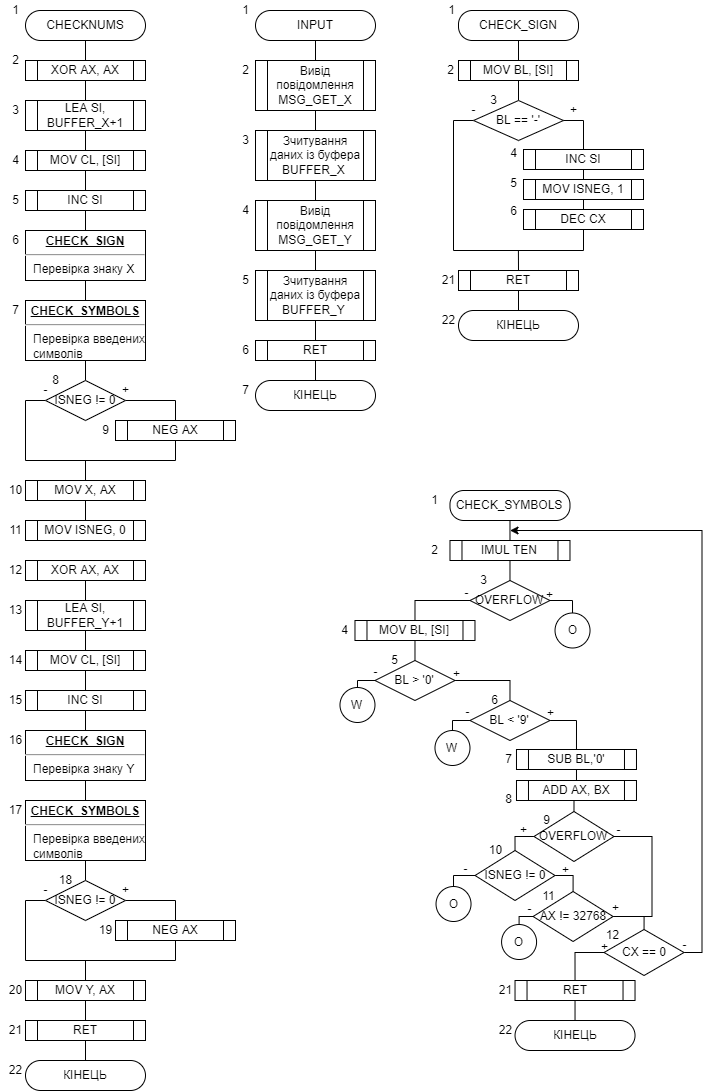 1
CHECKNUMS
2
XOR AX, AX
3
LEA SI,
BUFFER_X+1
4
MOV CL, [SI]
5
INC SI
6
CHECK_SIGN
Перевірка знаку X
7
CHECK_SYMBOLS
Перевірка введених
символів
8
-
ISNEG != 0
+
9
NEG AX
10
MOV X, AX
11
MOV ISNEG, 0
12
XOR AX, AX
13
LEA SI,
BUFFER_Y+1
14
MOV CL, [SI]
15
INC SI
16
CHECK_SIGN
Перевірка знаку Y
17
CHECK_SYMBOLS
Перевірка введених
символів
18
-
ISNEG != 0
+
19
NEG AX
20
MOV Y, AX
21
RET
22
КІНЕЦЬ
1
INPUT
2
Вивід
повідомлення
MSG_GET_X
3
Зчитування
даних із буфера
BUFFER_X
4
Вивід
повідомлення
MSG_GET_Y
5
Зчитування
даних із буфера
BUFFER_Y
6
RET
7
КІНЕЦЬ
1
CHECK_SIGN
2
MOV BL, [SI]
3
-
BL == '-'
+
4
INC SI
5
MOV ISNEG, 1
6
DEC CX
21
RET
22
КІНЕЦЬ
1
CHECK_SYMBOLS
2
IMUL TEN
3
-
OVERFLOW
+
O
4
MOV BL, [SI]
5
-
BL > '0'
+
W
6
-
BL < '9'
+
W
7
SUB BL,'0'
8
ADD AX, BX
9
+
OVERFLOW
-
10
-
ISNEG != 0
+
O
11
-
AX != 32768
+
O
12
+
CX == 0
-
21
RET
22
КІНЕЦЬ